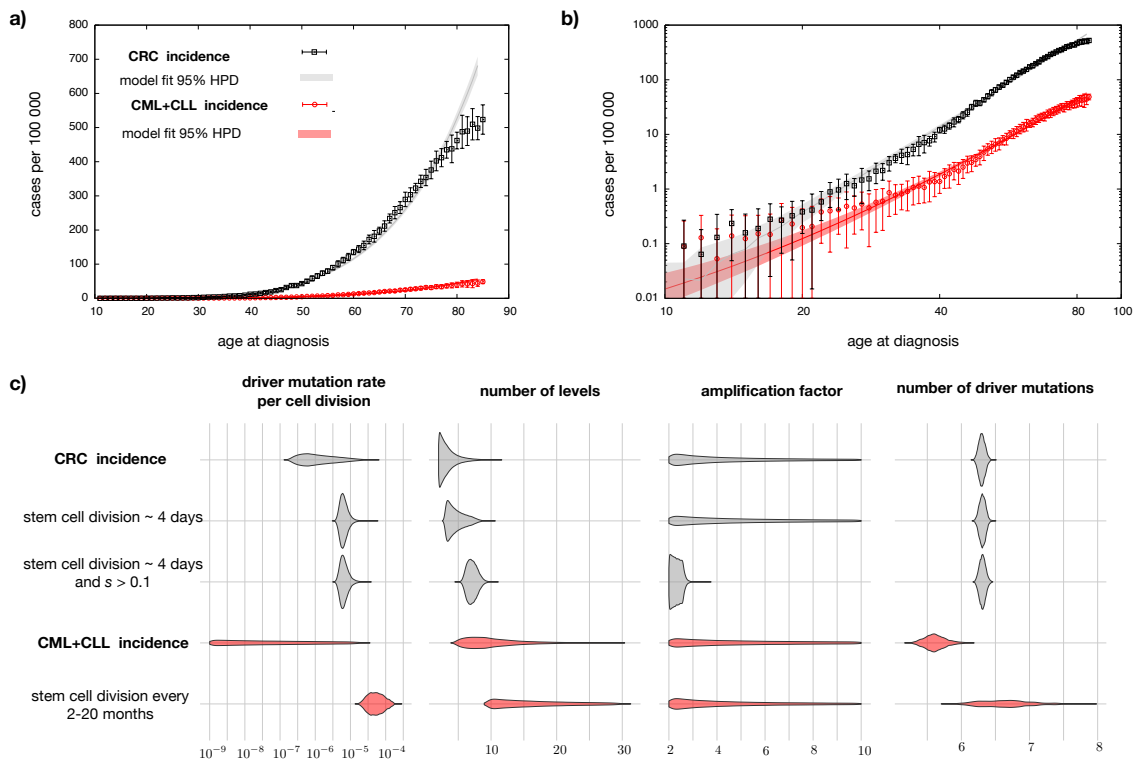 a)
800
700
600
500
400
300
200
100
0
cases per 100 000
CRC incidence
model fit 95% HPD
CML+CLL incidence
model fit 95% HPD
10 20 30 40 50 60 70 80 90
age at diagnosis
b)
1000
100
10
1
0.1
0.01
cases per 100 000
10 20 40 80 100
age at diagnosis
c)
driver mutation rate
per cell division
number of levels
amplification factor
number of driver mutations
CRC incidence
stem cell division ~ 4 days
stem cell division ~ 4 days
and s > 0.1
CML+CLL incidence
stem cell division every
2-20 months
10⁻⁹ 10⁻⁸ 10⁻⁷ 10⁻⁶ 10⁻⁵ 10⁻⁴
10 20 30
2 4 6 8 10
6 7 8